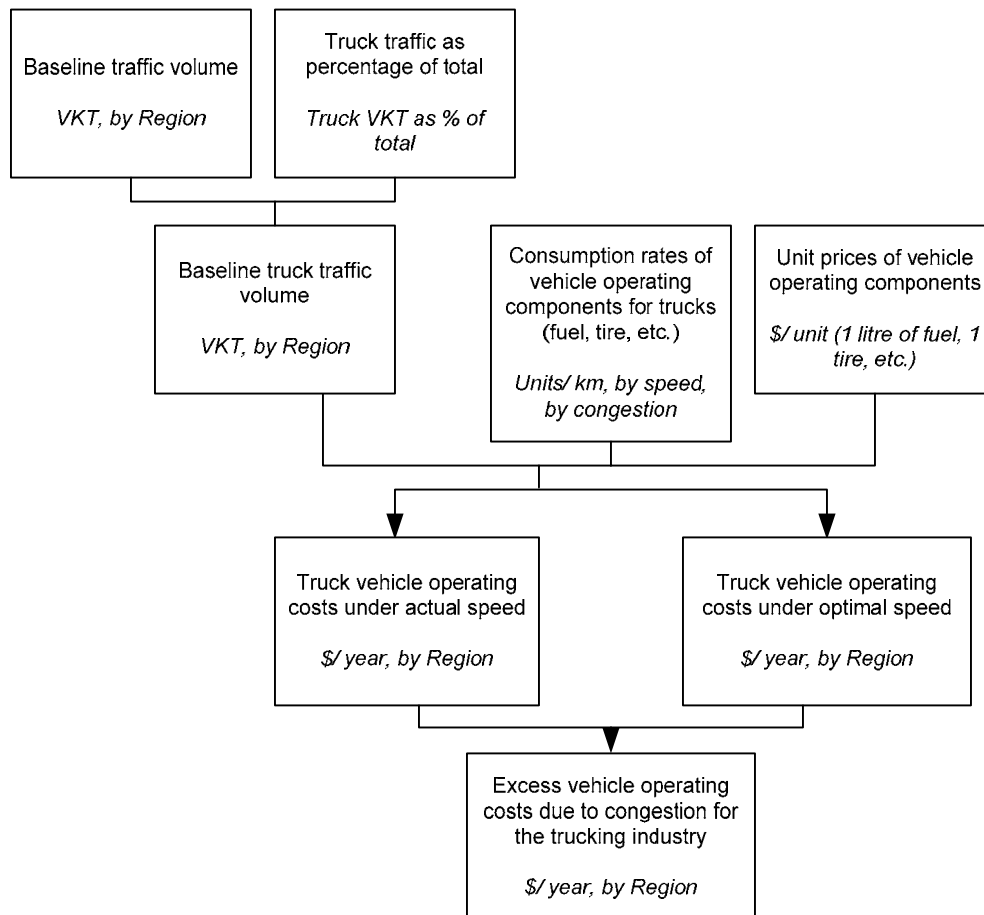 Baseline traffic volume
VKT, by Region
Truck traffic as
percentage of total
Truck VKT as % of
total
Baseline truck traffic
volume
VKT, by Region
Consumption rates of
vehicle operating
components for trucks
(fuel, tire, etc.)
Units/ km, by speed,
by congestion
Unit prices of vehicle
operating components
$/ unit (1 litre of fuel, 1
tire, etc.)
Truck vehicle operating
costs under actual speed
$/ year, by Region
Truck vehicle operating
costs under optimal speed
$/ year, by Region
Excess vehicle operating
costs due to congestion for
the trucking industry
$/ year, by Region